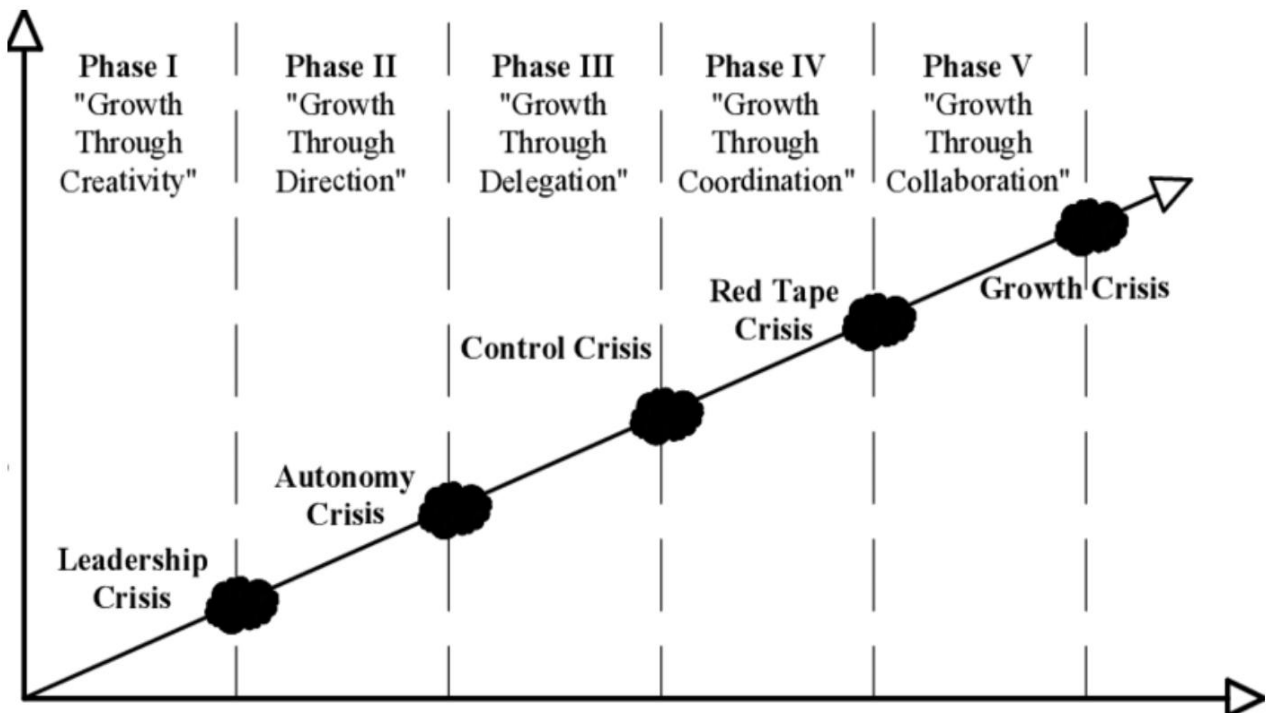 Phase I
"Growth
Through
Creativity"
Phase II
"Growth
Through
Direction"
Phase III
"Growth
Through
Delegation"
Phase IV
"Growth
Through
Coordination"
Phase V
"Growth
Through
Collaboration"
Leadership
Crisis
Autonomy
Crisis
Control Crisis
Red Tape
Crisis
Growth Crisis